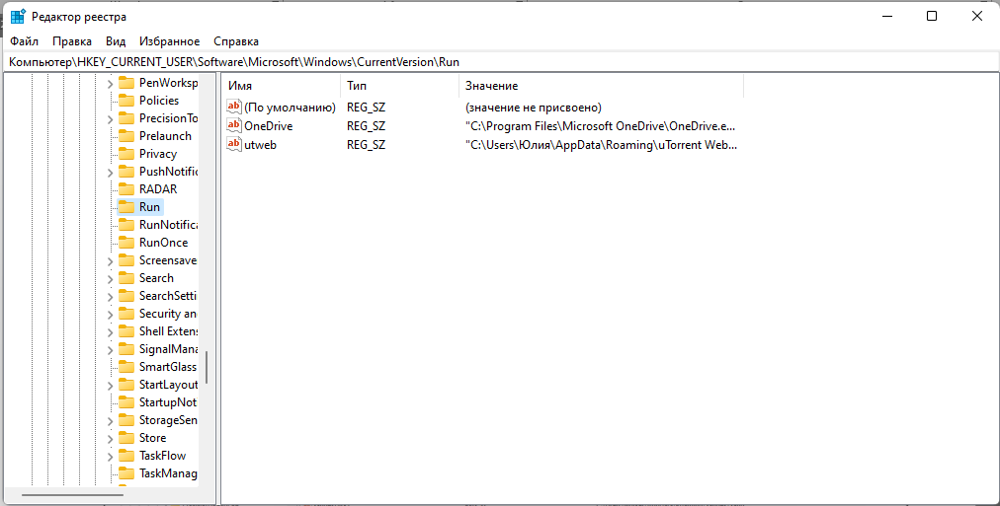 Редактор реестра
Файл Правка Вид Избранное Справка
Компьютер\HKEY_CURRENT_USER\Software\Microsoft\Windows\CurrentVersion\Run
PenWorksp
Policies
PrecisionTo
Prelaunch
Privacy
PushNotific
RADAR
Run
RunNotifica
RunOnce
Screensave
Search
SearchSetti
Security an
Shell Extens
SignalMana
SmartGlass
StartLayout
StartupNot
StorageSen
Store
TaskFlow
TaskManag
Имя Тип Значение
ab (По умолчанию) REG_SZ (значение не присвоено)
ab OneDrive REG_SZ "C:\Program Files\Microsoft OneDrive\OneDrive.e...
ab utweb REG_SZ "C:\Users\Юлия\AppData\Roaming\uTorrent Web...